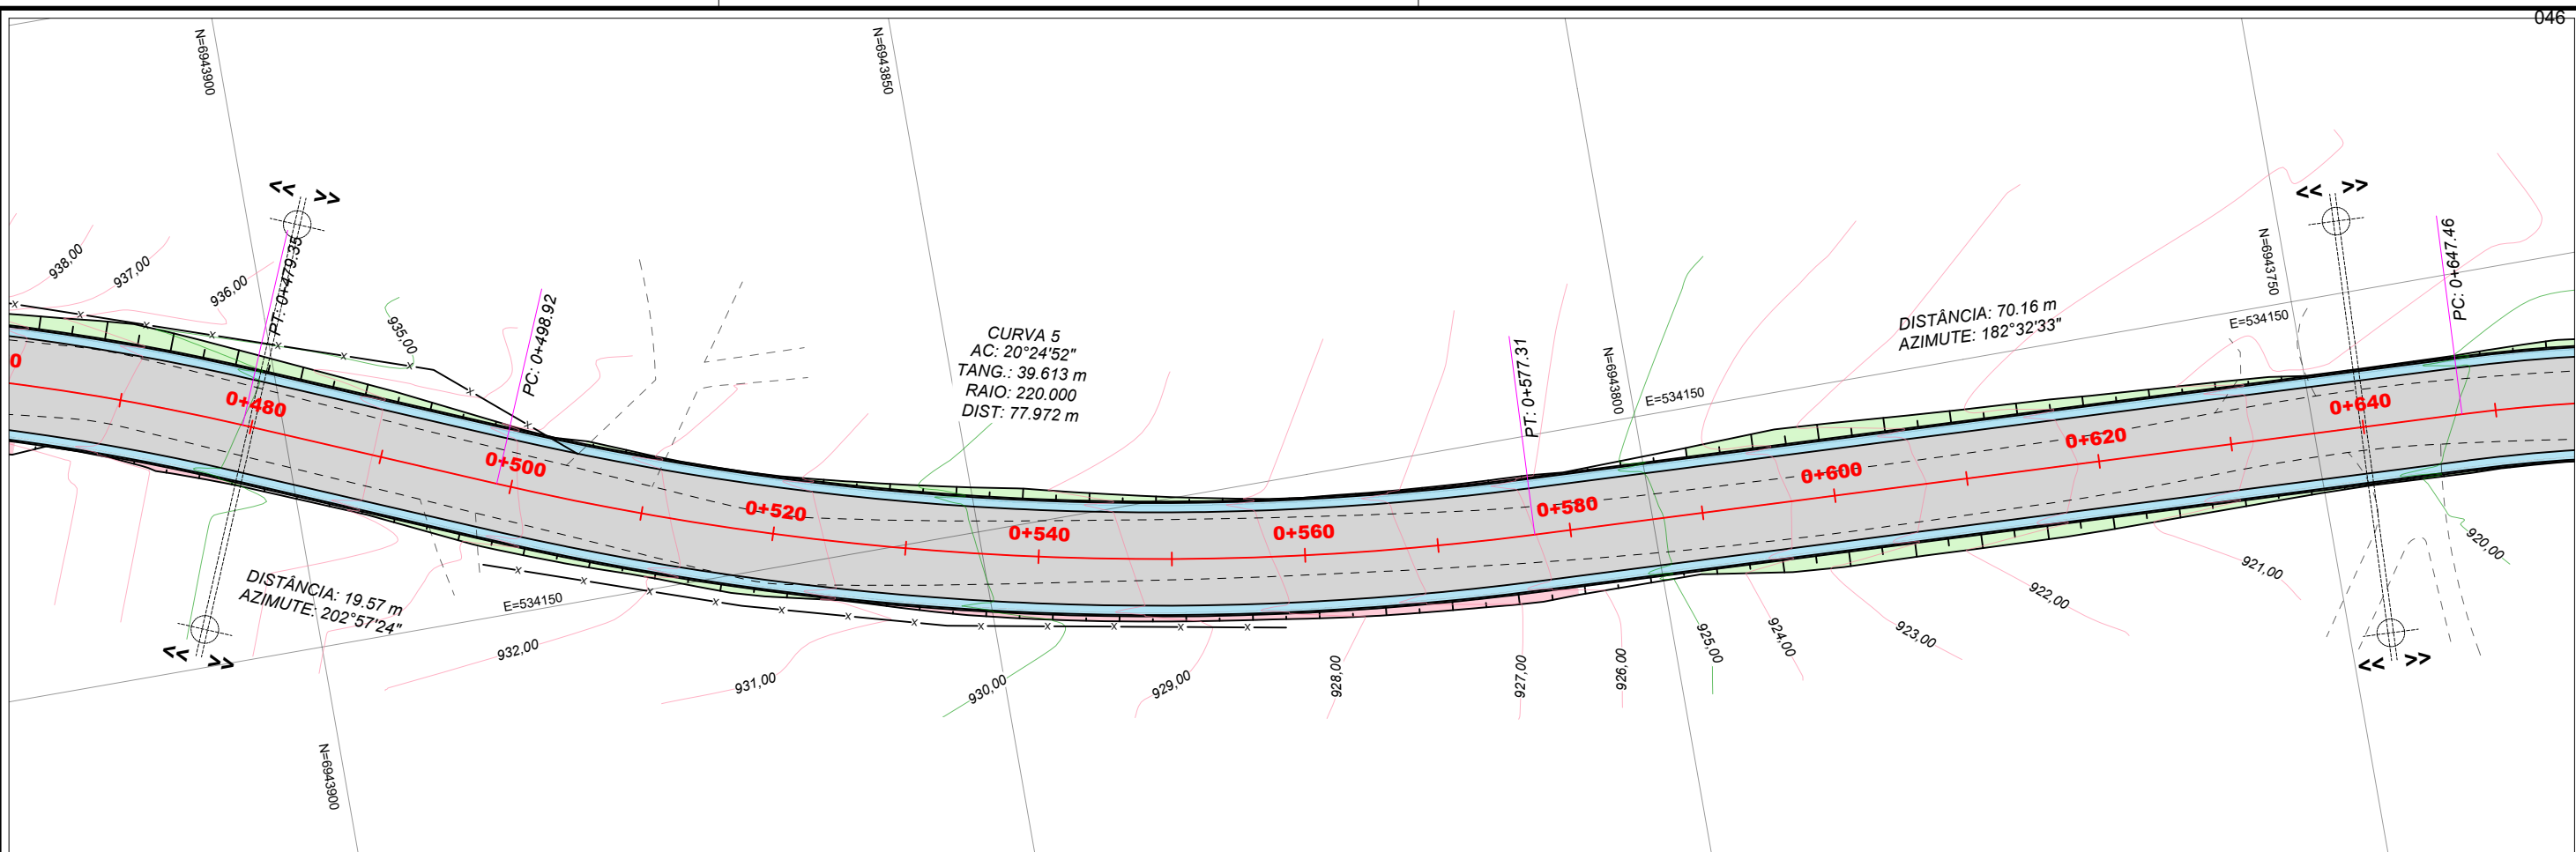 046
N=6943900
N=6943850
<< >>
<< >>
938,00
937,00
936,00
935,00
PT: 0+479.35
PC: 0+498.92
CURVA 5
AC: 20°24'52"
TANG.: 39.613 m
RAIO: 220.000
DIST: 77.972 m
PT: 0+577.31
N=6943800
E=534150
DISTÂNCIA: 70.16 m
AZIMUTE: 182°32'33"
E=534150
N=6943750
PC: 0+647.46
0
0+480
0+500
0+520
0+540
0+560
0+580
0+600
0+620
0+640
x x x x x x x x x
x x x x x x x x x x x x
DISTÂNCIA: 19.57 m
AZIMUTE: 202°57'24"
E=534150
<< >>
932,00
931,00
930,00
929,00
928,00
927,00
926,00
925,00
924,00
923,00
922,00
921,00
920,00
<< >>
N=6943900